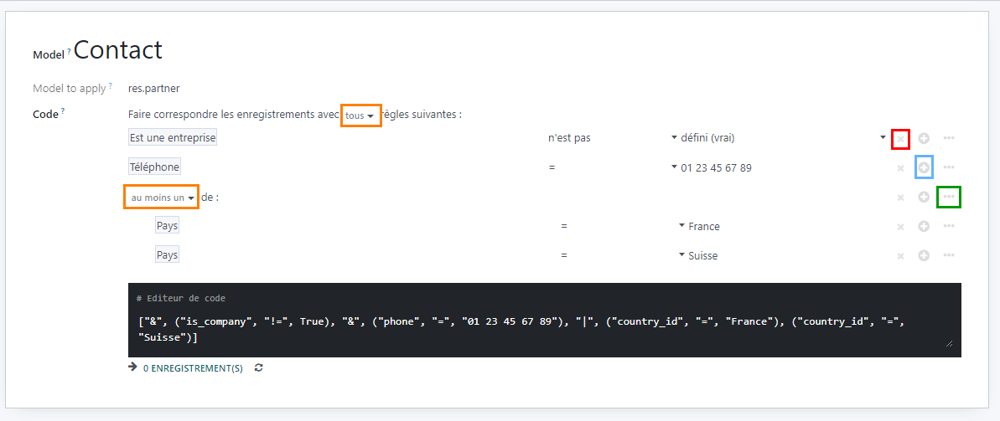 Model ? Contact
Model to apply ? res.partner
Code ? Faire correspondre les enregistrements avec tous règles suivantes :
Est une entreprise n'est pas défini (vrai)
Téléphone = 01 23 45 67 89
au moins un de :
Pays = France
Pays = Suisse
# Editeur de code
["&", ("is_company", "!=", True), "&", ("phone", "=", "01 23 45 67 89"), "|", ("country_id", "=", "France"), ("country_id", "=",
"Suisse")]
0 ENREGISTREMENT(S)